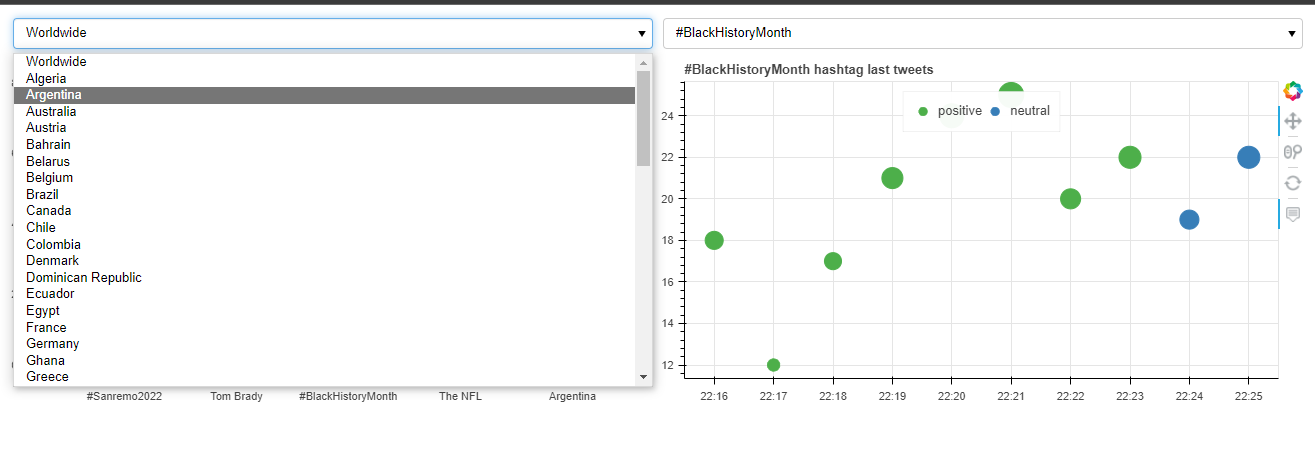 Worldwide
#BlackHistoryMonth
Worldwide
Algeria
Argentina
Australia
Austria
Bahrain
Belarus
Belgium
Brazil
Canada
Chile
Colombia
Denmark
Dominican Republic
Ecuador
Egypt
France
Germany
Ghana
Greece
#Sanremo2022 Tom Brady #BlackHistoryMonth The NFL Argentina
#BlackHistoryMonth hashtag last tweets
positive neutral
24
22
20
18
16
14
12
22:16 22:17 22:18 22:19 22:20 22:21 22:22 22:23 22:24 22:25